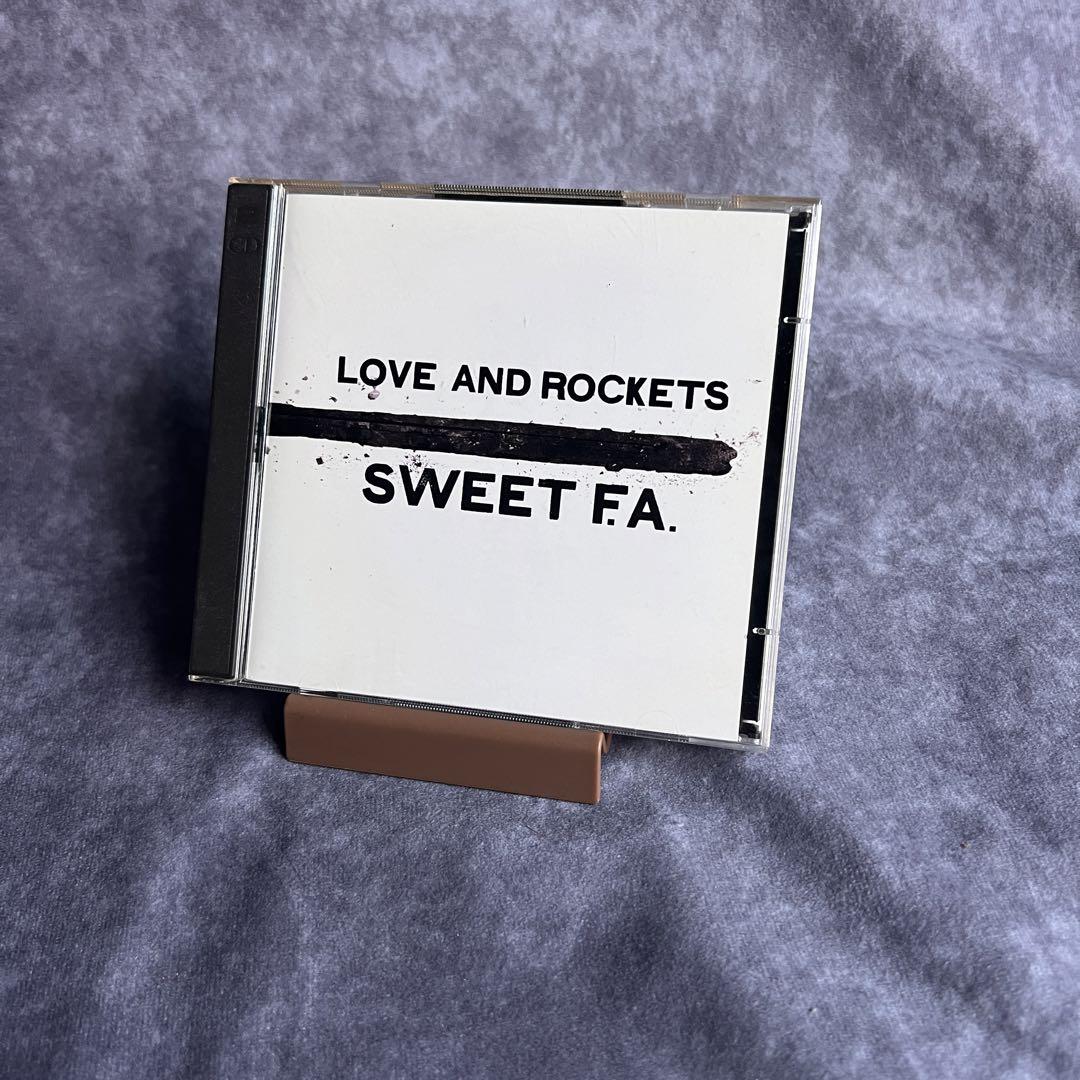 LOVE AND ROCKETS
SWEET F.A.